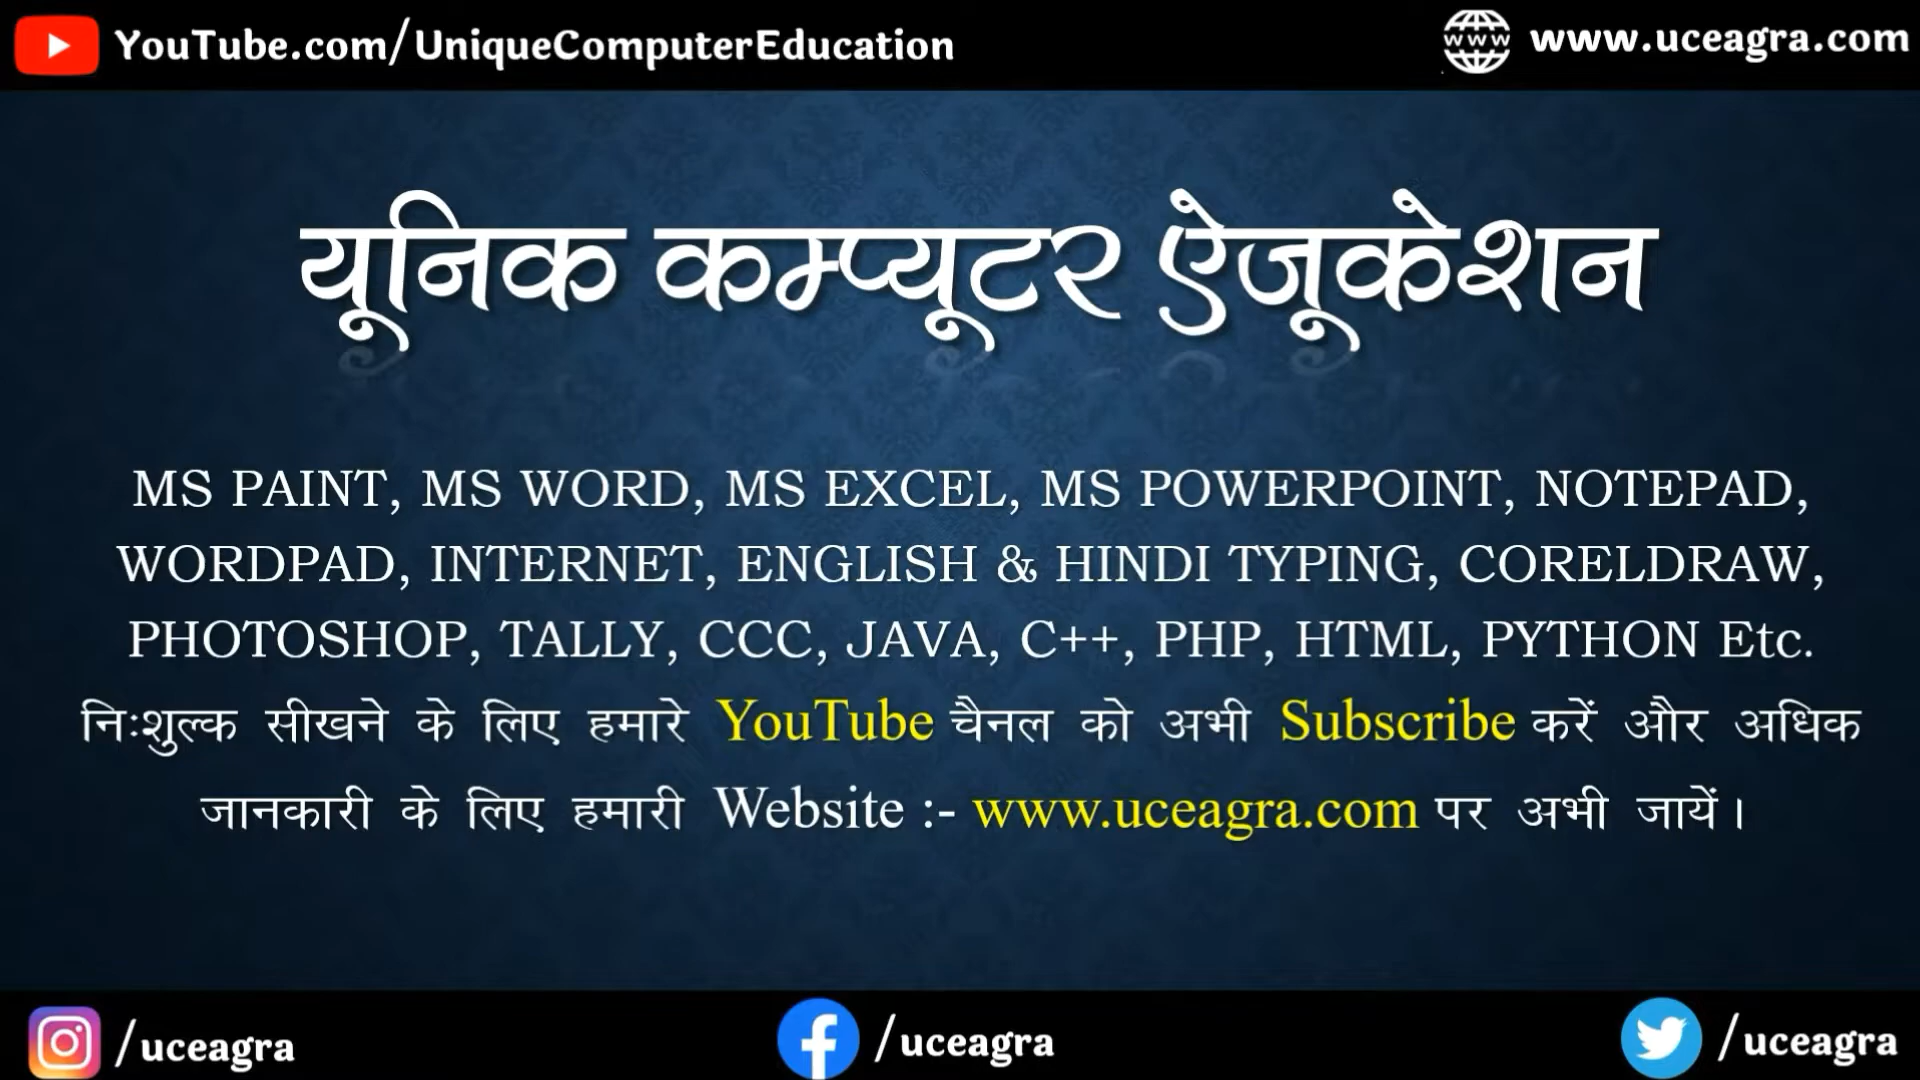 YouTube.com/UniqueComputerEducation
www.uceagra.com
यूनिक कम्प्यूटर ऐजूकेशन
MS PAINT, MS WORD, MS EXCEL, MS POWERPOINT, NOTEPAD,
WORDPAD, INTERNET, ENGLISH & HINDI TYPING, CORELDRAW,
PHOTOSHOP, TALLY, CCC, JAVA, C++, PHP, HTML, PYTHON Etc.
निःशुल्क सीखने के लिए हमारे YouTube चैनल को अभी Subscribe करें और अधिक
जानकारी के लिए हमारी Website :- www.uceagra.com पर अभी जायें।
/uceagra
/uceagra
/uceagra